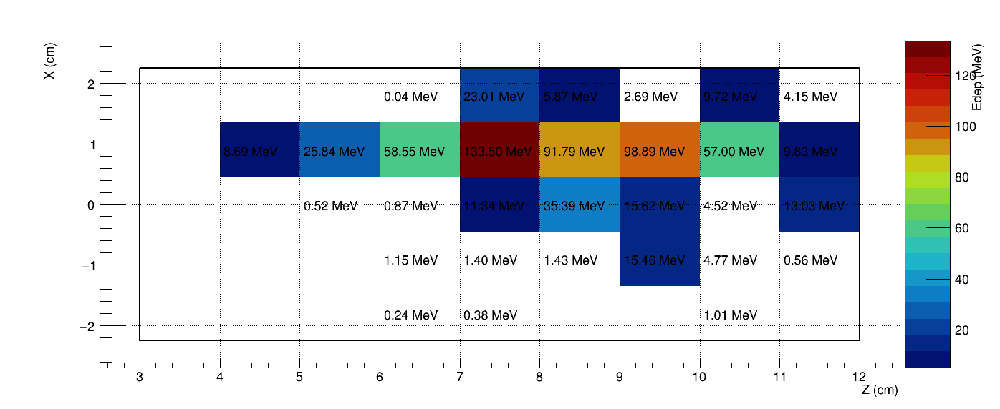 X (cm)
Edep (MeV)
2
1
0
−1
−2
0.04 MeV 23.01 MeV 5.87 MeV 2.69 MeV 9.72 MeV 4.15 MeV
8.69 MeV 25.84 MeV 58.55 MeV 133.50 MeV 91.79 MeV 98.89 MeV 57.00 MeV 9.83 MeV
0.52 MeV 0.87 MeV 11.34 MeV 35.39 MeV 15.62 MeV 4.52 MeV 13.03 MeV
1.15 MeV 1.40 MeV 1.43 MeV 15.46 MeV 4.77 MeV 0.56 MeV
0.24 MeV 0.38 MeV 1.01 MeV
120
100
80
60
40
20
3 4 5 6 7 8 9 10 11 12
Z (cm)